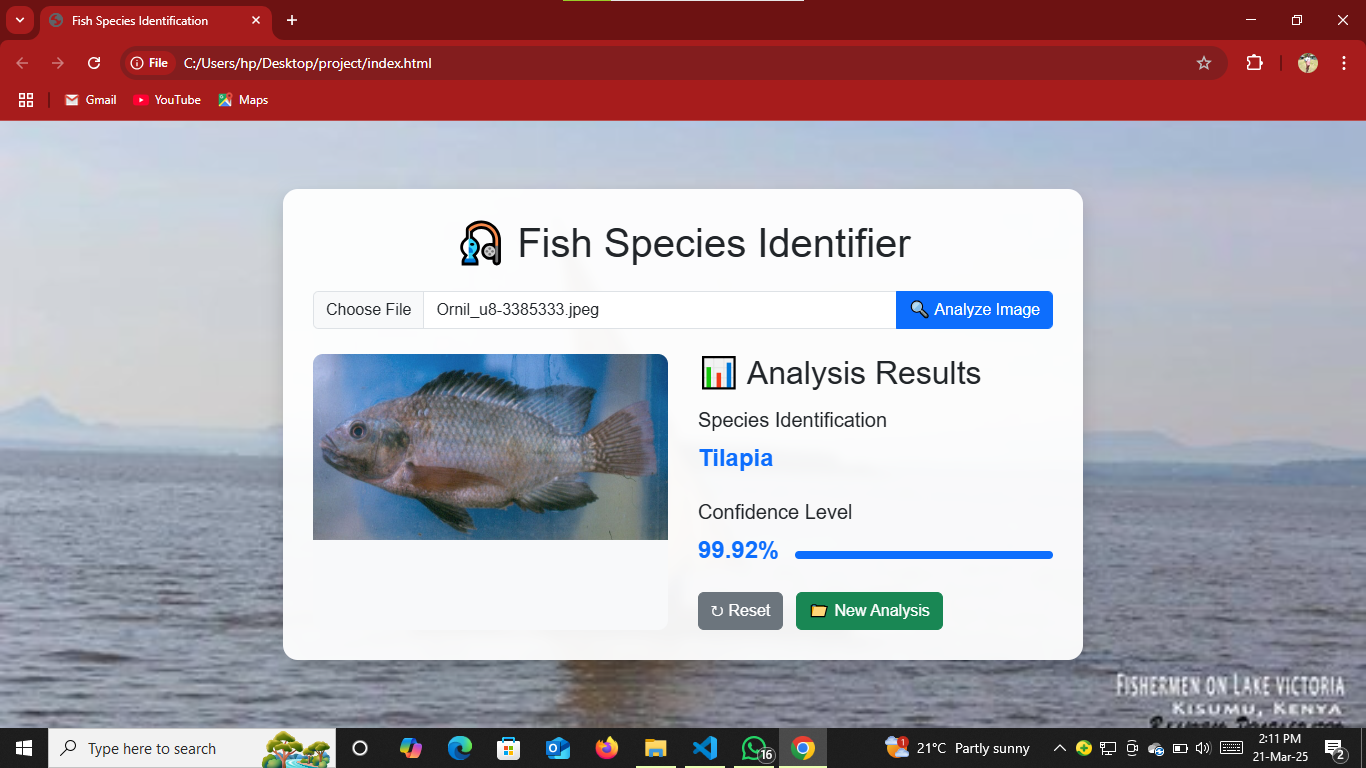 Fish Species Identification
File
C:/Users/hp/Desktop/project/index.html
Gmail
YouTube
Maps
Fish Species Identifier
Choose File
Ornil_u8-3385333.jpeg
Analyze Image
Analysis Results
Species Identification
Tilapia
Confidence Level
99.92%
Reset
New Analysis
FISHERMEN ON LAKE VICTORIA
KISUMU, KENYA
Type here to search
16
1
21°C Partly sunny
2:11 PM
21-Mar-25
2